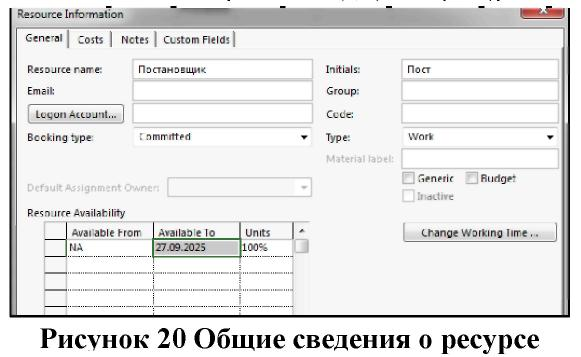 Resource Information
General Costs Notes Custom Fields
Resource name: Постановщик Initials: Пост
Email: Group:
Logon Account... Code:
Booking type: Committed Type: Work
Material label:
Generic Budget
Default Assignment Owner: Inactive
Resource Availability
Available From Available To Units Change Working Time ...
NA 27.09.2025 100%
Рисунок 20 Общие сведения о ресурсе